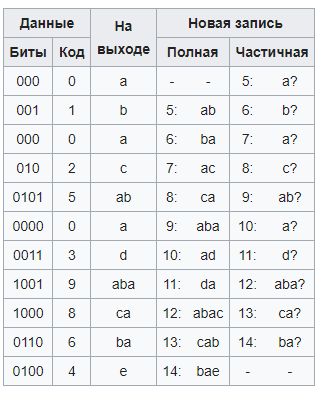 Данные На выходе Новая запись
Биты Код Полная Частичная
000 0 a - - 5: a?
001 1 b 5: ab 6: b?
000 0 a 6: ba 7: a?
010 2 c 7: ac 8: c?
0101 5 ab 8: ca 9: ab?
0000 0 a 9: aba 10: a?
0011 3 d 10: ad 11: d?
1001 9 aba 11: da 12: aba?
1000 8 ca 12: abac 13: ca?
0110 6 ba 13: cab 14: ba?
0100 4 e 14: bae - -